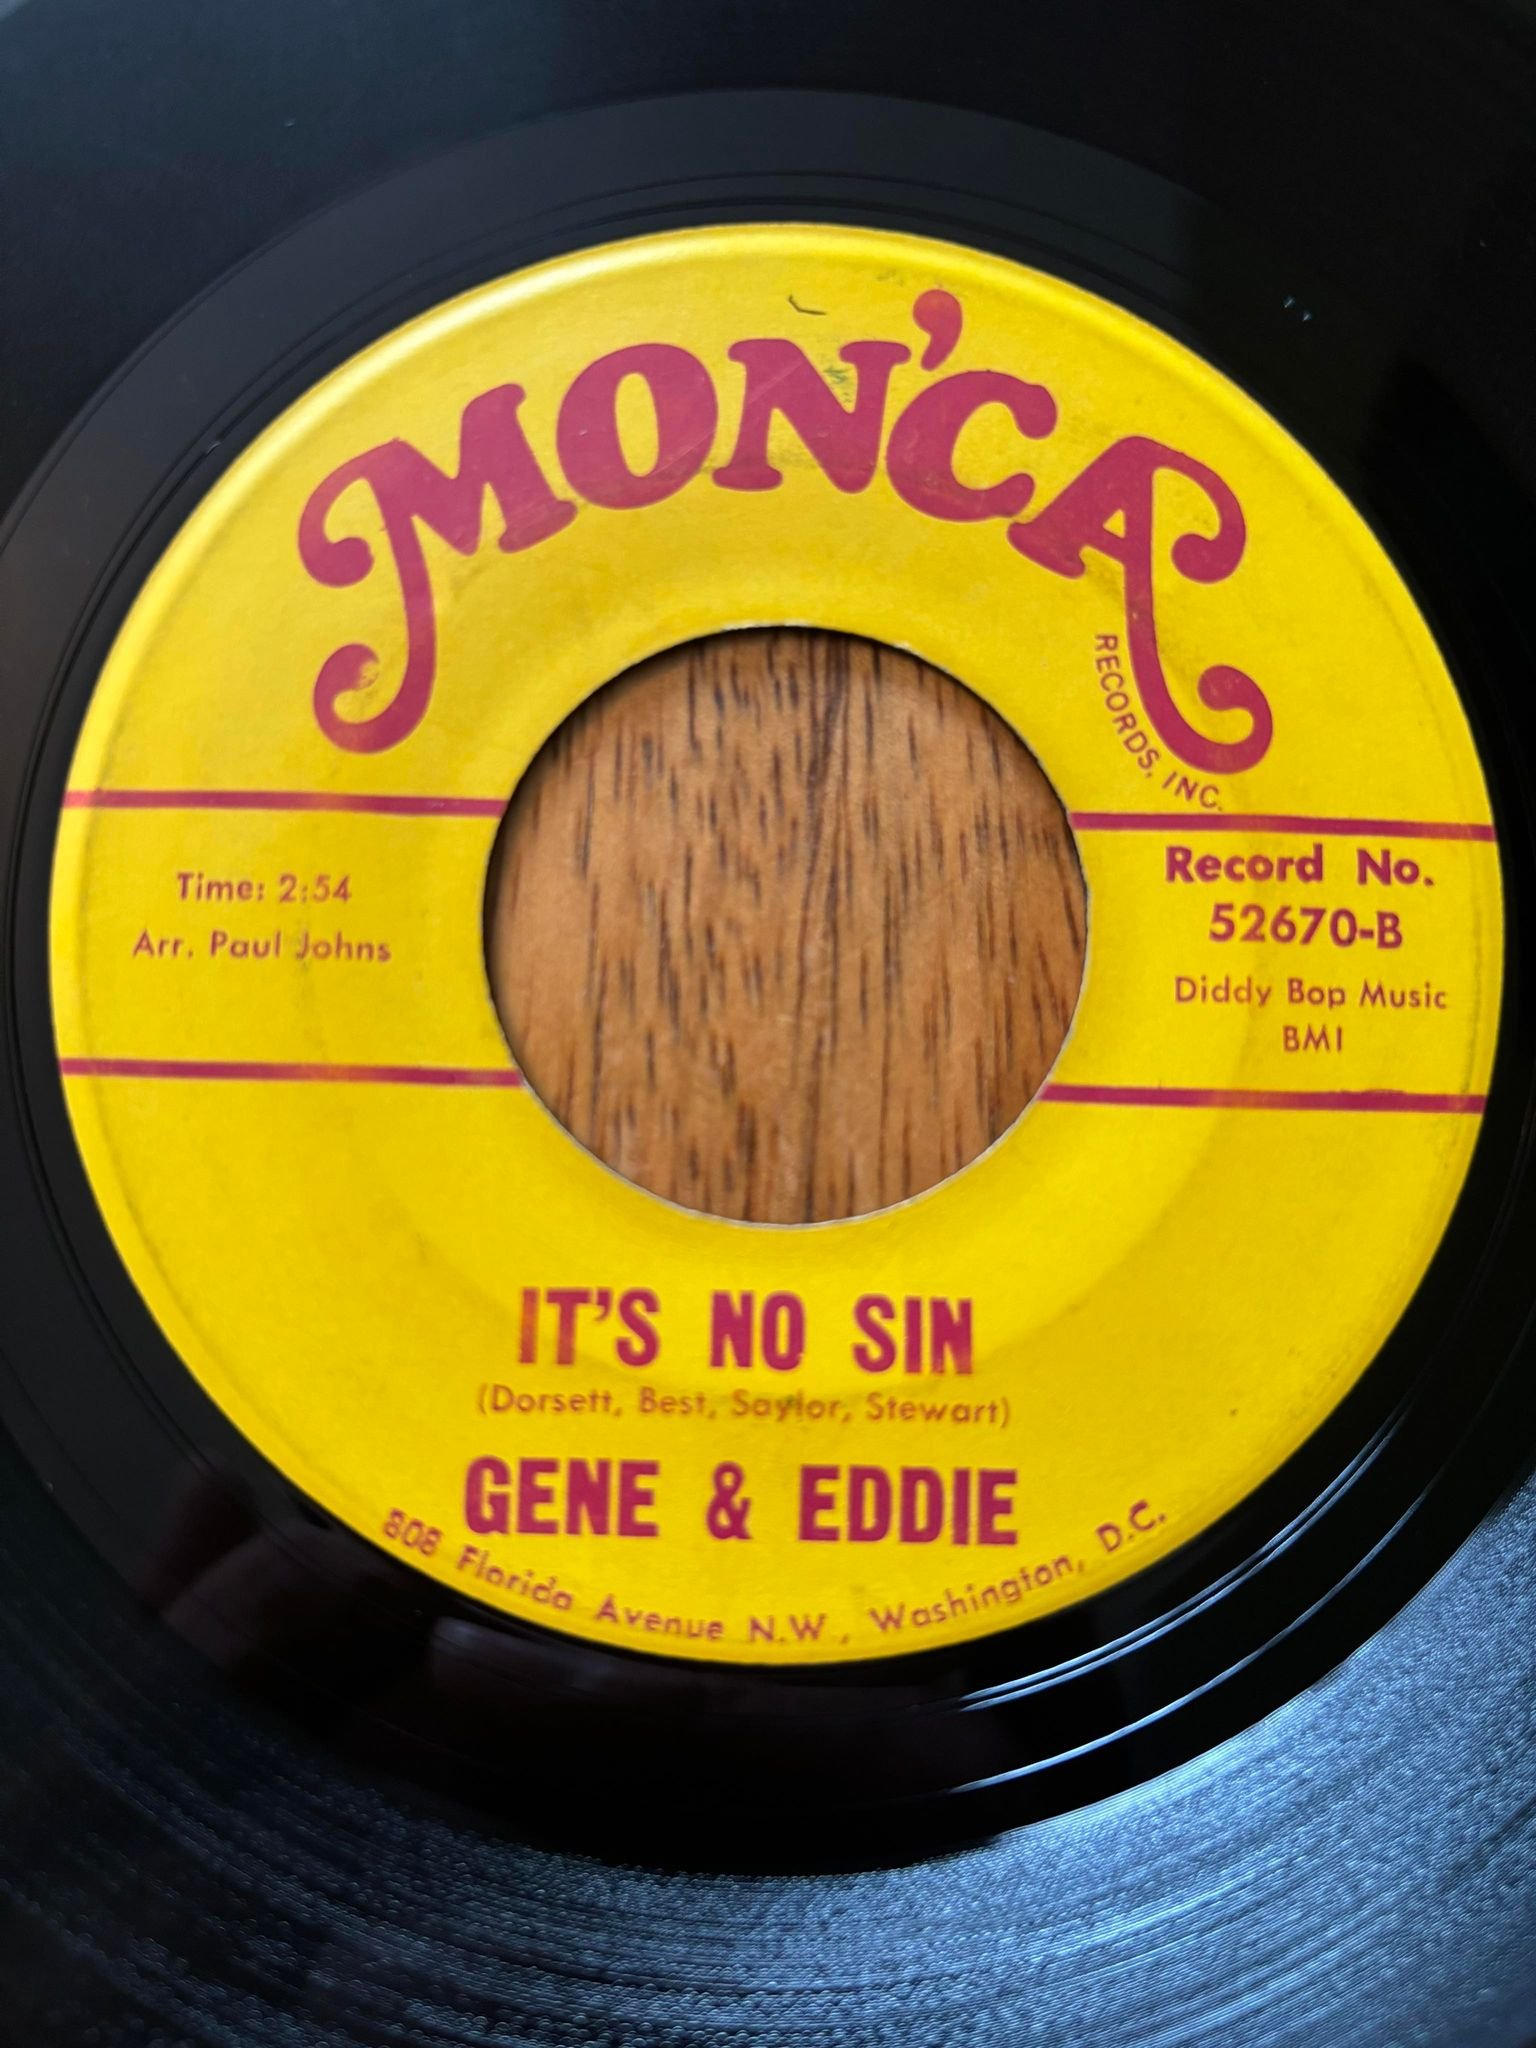 MON'CA
RECORDS, INC.
Time: 2:54
Arr. Paul Johns
Record No.
52670-B
Diddy Bop Music
BMI
IT'S NO SIN
(Dorsett, Best, Saylor, Stewart)
GENE & EDDIE
808 Florida Avenue N.W., Washington, D.C.